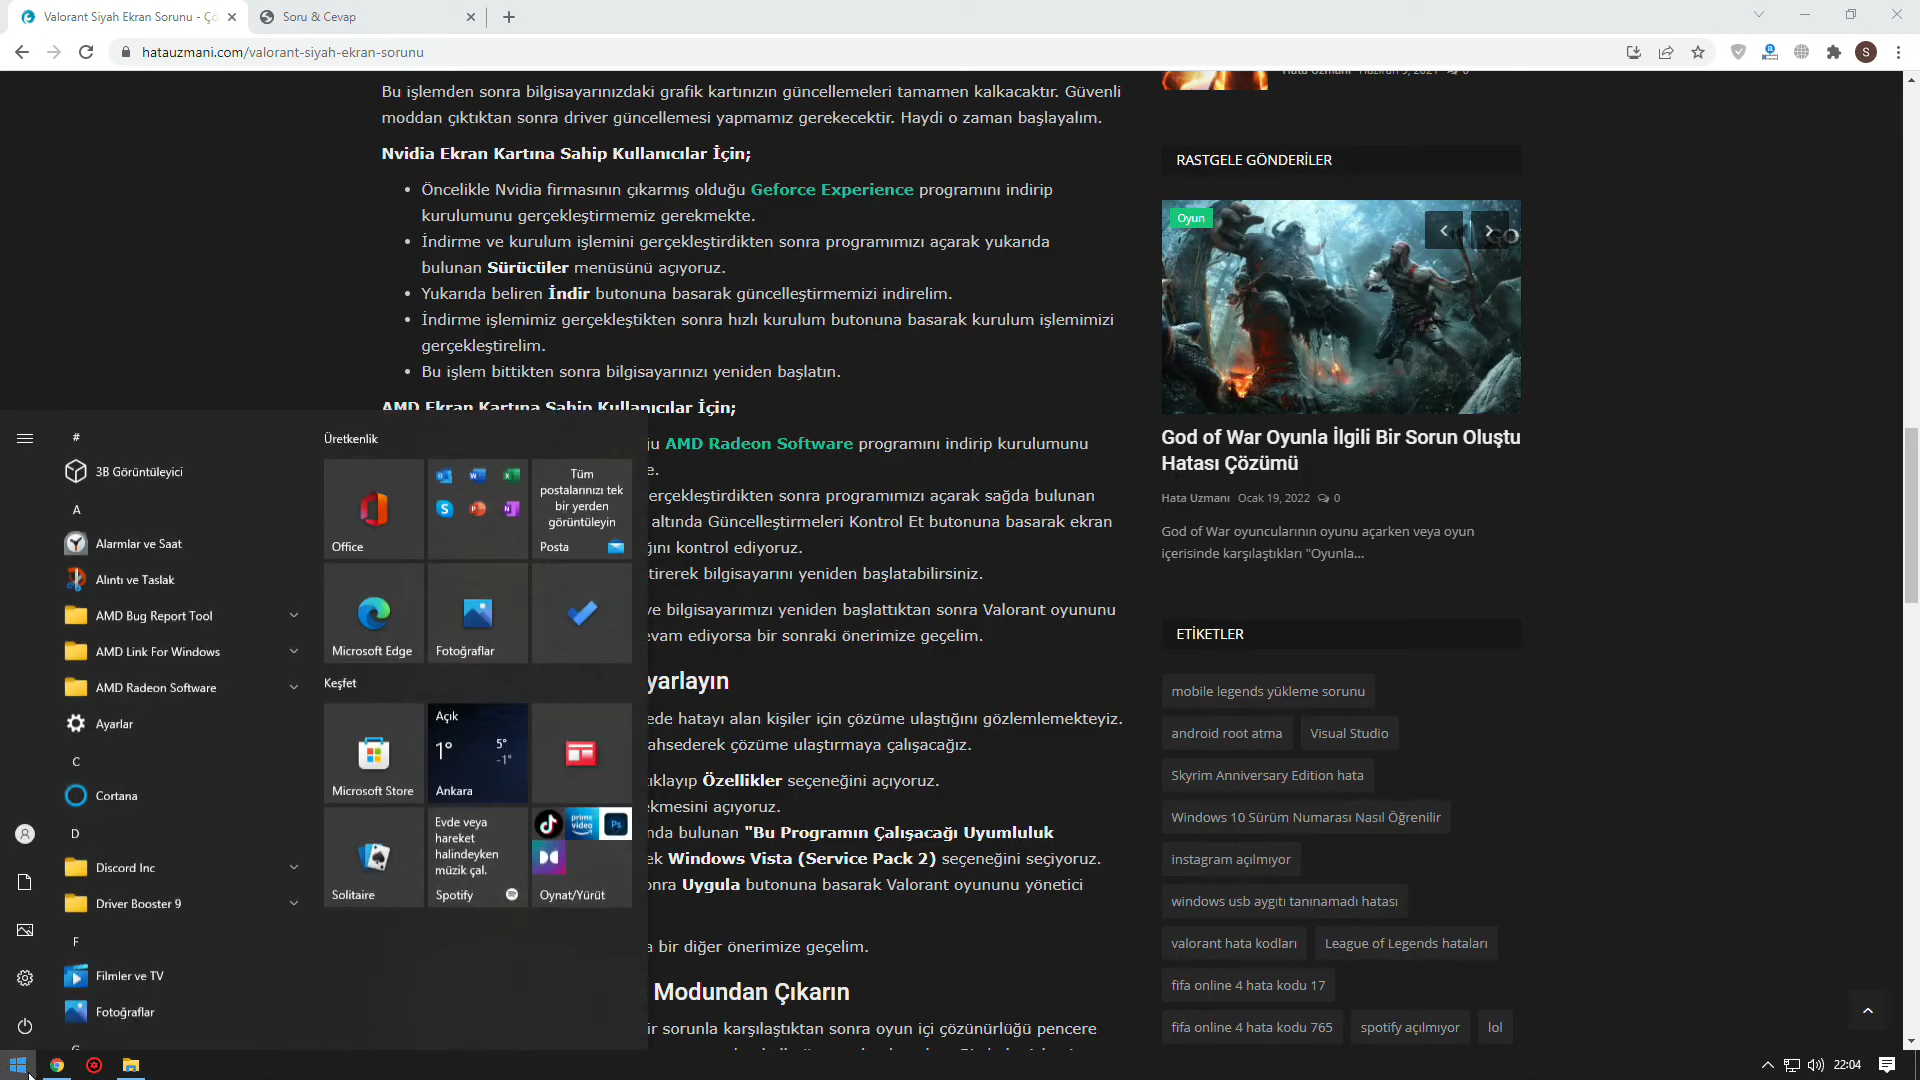 Valorant Siyah Ekran Sorunu - Çö
Soru & Cevap
hatauzmani.com/valorant-siyah-ekran-sorunu
S
Bu işlemden sonra bilgisayarınızdaki grafik kartınızın güncellemeleri tamamen kalkacaktır. Güvenli
moddan çıktıktan sonra driver güncellemesi yapmamız gerekecektir. Haydi o zaman başlayalım.
Nvidia Ekran Kartına Sahip Kullanıcılar İçin;
Öncelikle Nvidia firmasının çıkarmış olduğu Geforce Experience programını indirip
kurulumunu gerçekleştirmemiz gerekmekte.
İndirme ve kurulum işlemini gerçekleştirdikten sonra programımızı açarak yukarıda
bulunan Sürücüler menüsünü açıyoruz.
Yukarıda beliren İndir butonuna basarak güncelleştirmemizi indirelim.
İndirme işlemimiz gerçekleştikten sonra hızlı kurulum butonuna basarak kurulum işlemimizi
gerçekleştirelim.
Bu işlem bittikten sonra bilgisayarınızı yeniden başlatın.
AMD Ekran Kartına Sahip Kullanıcılar İçin;
AMD Radeon Software programını indirip kurulumunu
erçekleştirdikten sonra programımızı açarak sağda bulunan
altında Güncelleştirmeleri Kontrol Et butonuna basarak ekran
ğını kontrol ediyoruz.
tirerek bilgisayarını yeniden başlatabilirsiniz.
ve bilgisayarımızı yeniden başlattıktan sonra Valorant oyununu
evam ediyorsa bir sonraki önerimize geçelim.
yarlayın
ede hatayı alan kişiler için çözüme ulaştığını gözlemlemekteyiz.
ahsederek çözüme ulaştırmaya çalışacağız.
ıklayıp Özellikler seçeneğini açıyoruz.
ekmesini açıyoruz.
nda bulunan "Bu Programın Çalışacağı Uyumluluk
ek Windows Vista (Service Pack 2) seçeneğini seçiyoruz.
onra Uygula butonuna basarak Valorant oyununu yönetici
a bir diğer önerimize geçelim.
Modundan Çıkarın
ir sorunla karşılaştıktan sonra oyun içi çözünürlüğü pencere
Hata Uzmanı Haziran 9, 2021 0
RASTGELE GÖNDERİLER
Oyun
GO
God of War Oyunla İlgili Bir Sorun Oluştu
Hatası Çözümü
Hata Uzmanı Ocak 19, 2022 0
God of War oyuncularının oyunu açarken veya oyun
içerisinde karşılaştıkları "Oyunla...
ETİKETLER
mobile legends yükleme sorunu
android root atma
Visual Studio
Skyrim Anniversary Edition hata
Windows 10 Sürüm Numarası Nasıl Öğrenilir
instagram açılmıyor
windows usb aygıtı tanınamadı hatası
valorant hata kodları
League of Legends hataları
fifa online 4 hata kodu 17
fifa online 4 hata kodu 765
spotify açılmıyor
lol
#
3B Görüntüleyici
A
Alarmlar ve Saat
Alıntı ve Taslak
AMD Bug Report Tool
AMD Link For Windows
AMD Radeon Software
Ayarlar
C
Cortana
D
Discord Inc
Driver Booster 9
F
Filmler ve TV
Fotoğraflar
G
Üretkenlik
Office
Tüm
postalarınızı tek
bir yerden
görüntüleyin
Posta
Microsoft Edge
Fotoğraflar
Keşfet
Microsoft Store
Açık
1°
5°
-1°
Ankara
Solitaire
Evde veya
hareket
halindeyken
müzik çal.
Spotify
prime
video
Ps
Oynat/Yürüt
22:04